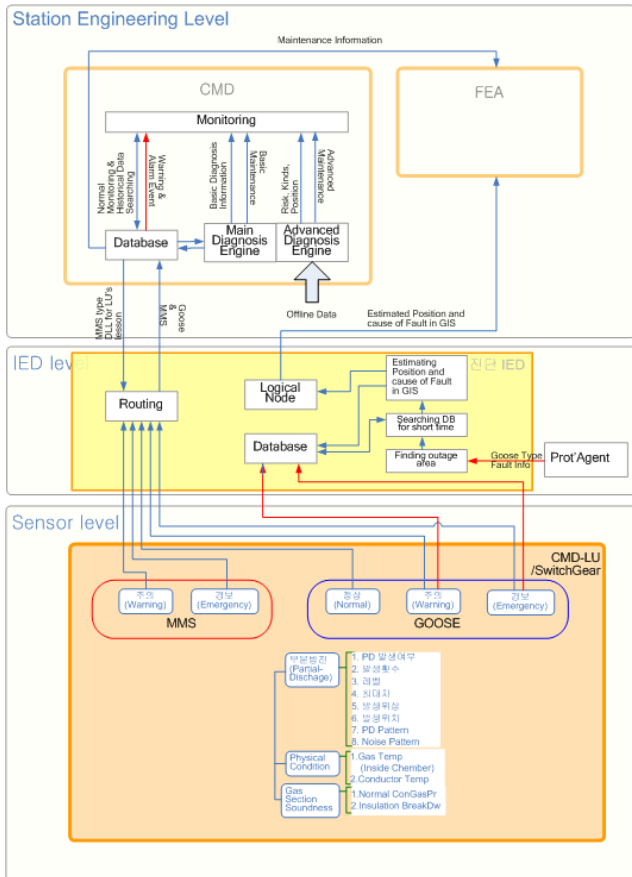 Station Engineering Level
Maintenance Information
CMD
FEA
Monitoring
Normal
Monitoring &
Historical Data
Searching
Warning &
Alarm Event
Basic Diagnosis
Information
Basic
Maintenance
Risk, Kinds,
Position
Advanced
Maintenance
Database
Main
Diagnosis
Engine
Advanced
Diagnosis
Engine
MMS type
DLL for LU's
lesson
Goose
&
MMS
Offline Data
Estimated Position and
cause of Fault in GIS
IED level
진단 IED
Routing
Logical
Node
Estimating
Position and
cause of Fault
in GIS
Database
Searching DB
for short time
Finding outage
area
Goose Type
Fault Info
Prot'Agent
Sensor level
CMD-LU
/SwitchGear
주의
(Warning)
경보
(Emergency)
MMS
정상
(Normal)
주의
(Warning)
경보
(Emergency)
GOOSE
부분방전
(Partial-
Dischage)
1. PD 발생여부
2. 발생횟수
3. 레벨
4. 최대치
5. 발생위상
6. 발생위치
7. PD Pattern
8. Noise Pattern
Physical
Condition
1.Gas Temp
(Inside Chember)
2.Conductor Temp
Gas
Section
Soundness
1.Normal ConGasPr
2.Insulation BreakDw